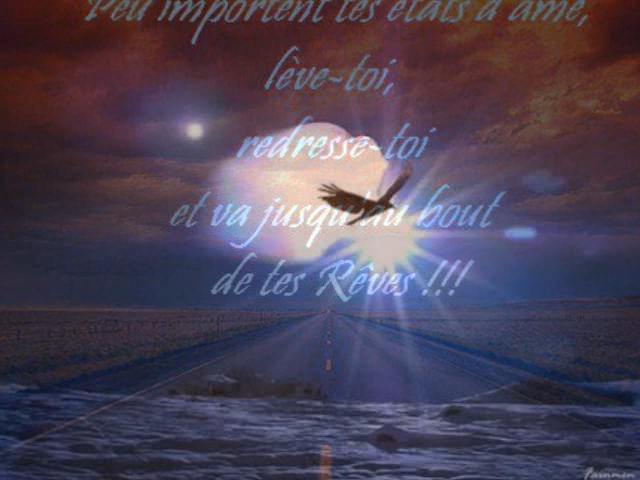 Peu importent tes états d'âme,
lève-toi,
redresse-toi
et va jusqu'au bout
de tes Rêves !!!